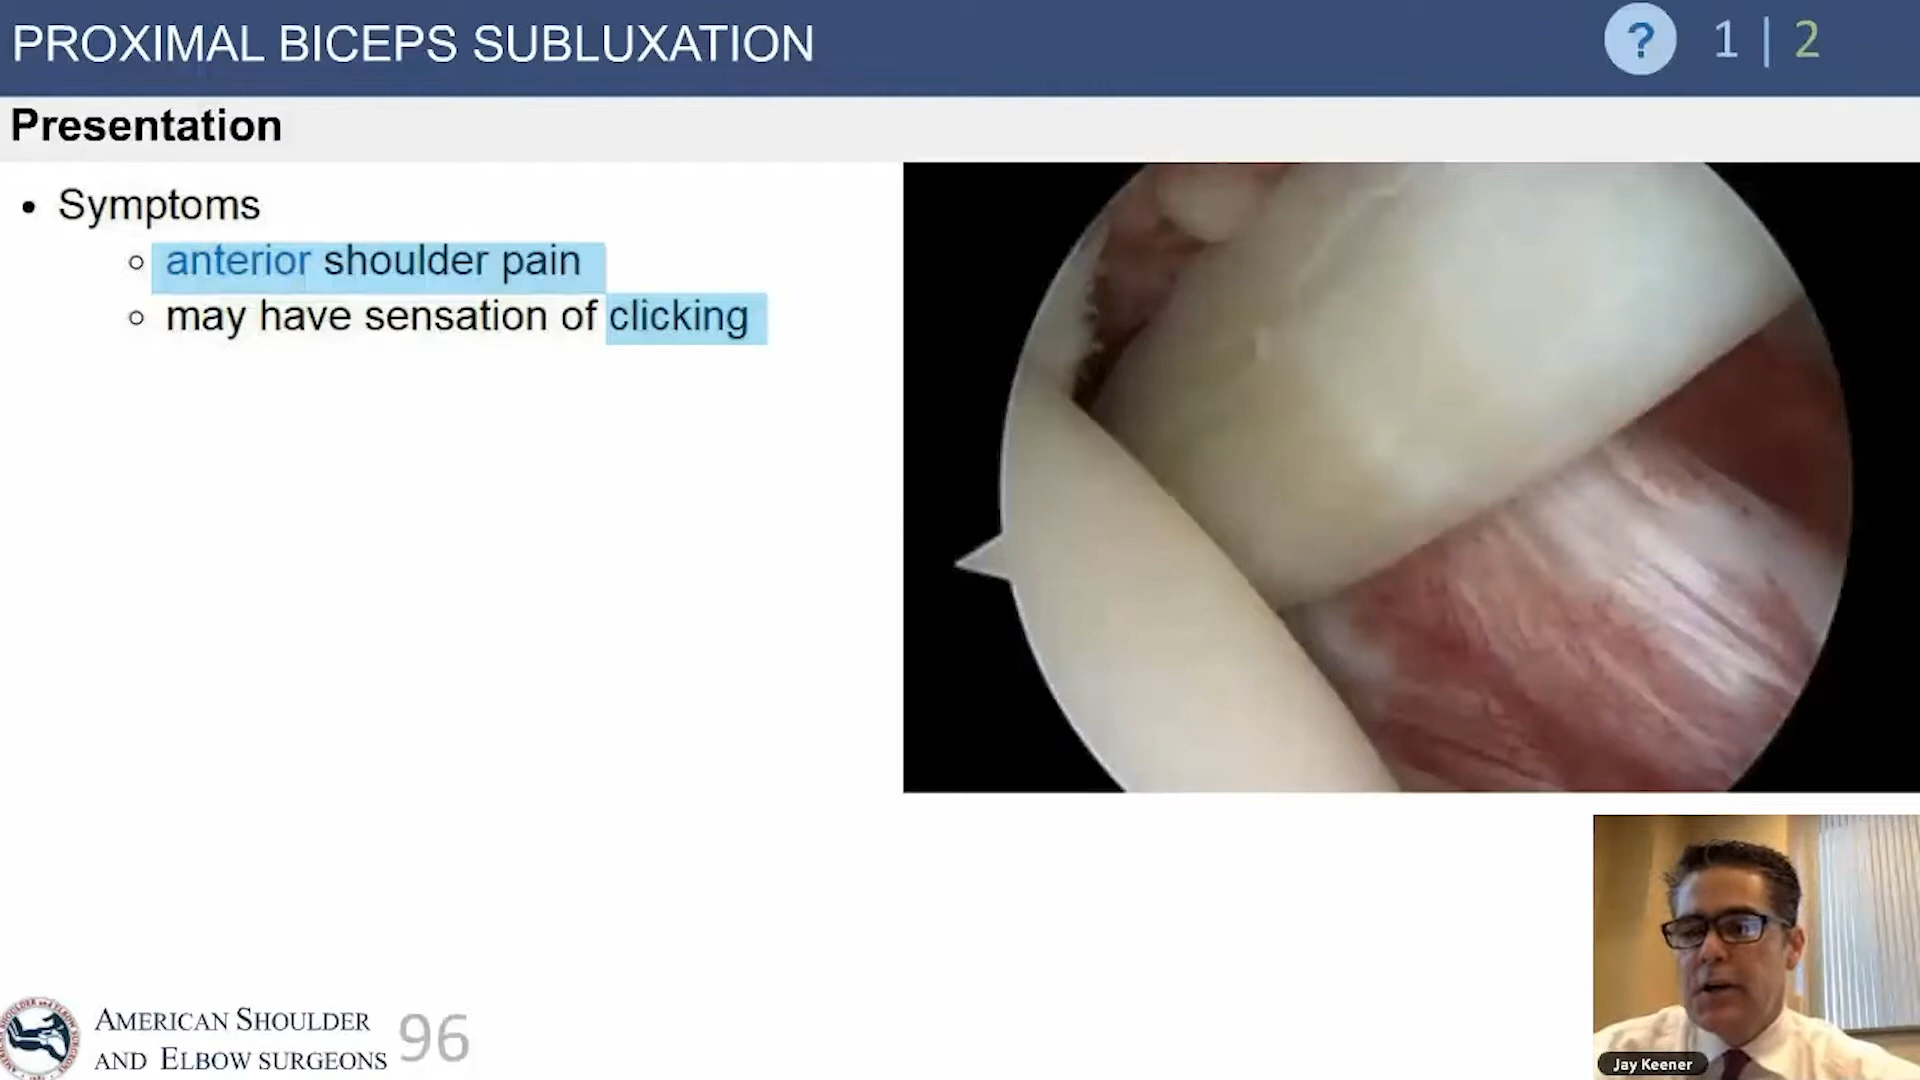 PROXIMAL BICEPS SUBLUXATION
? 1 | 2
Presentation
• Symptoms
○ anterior shoulder pain
○ may have sensation of clicking
AMERICAN SHOULDER
AND ELBOW SURGEONS
96
Jay Keener